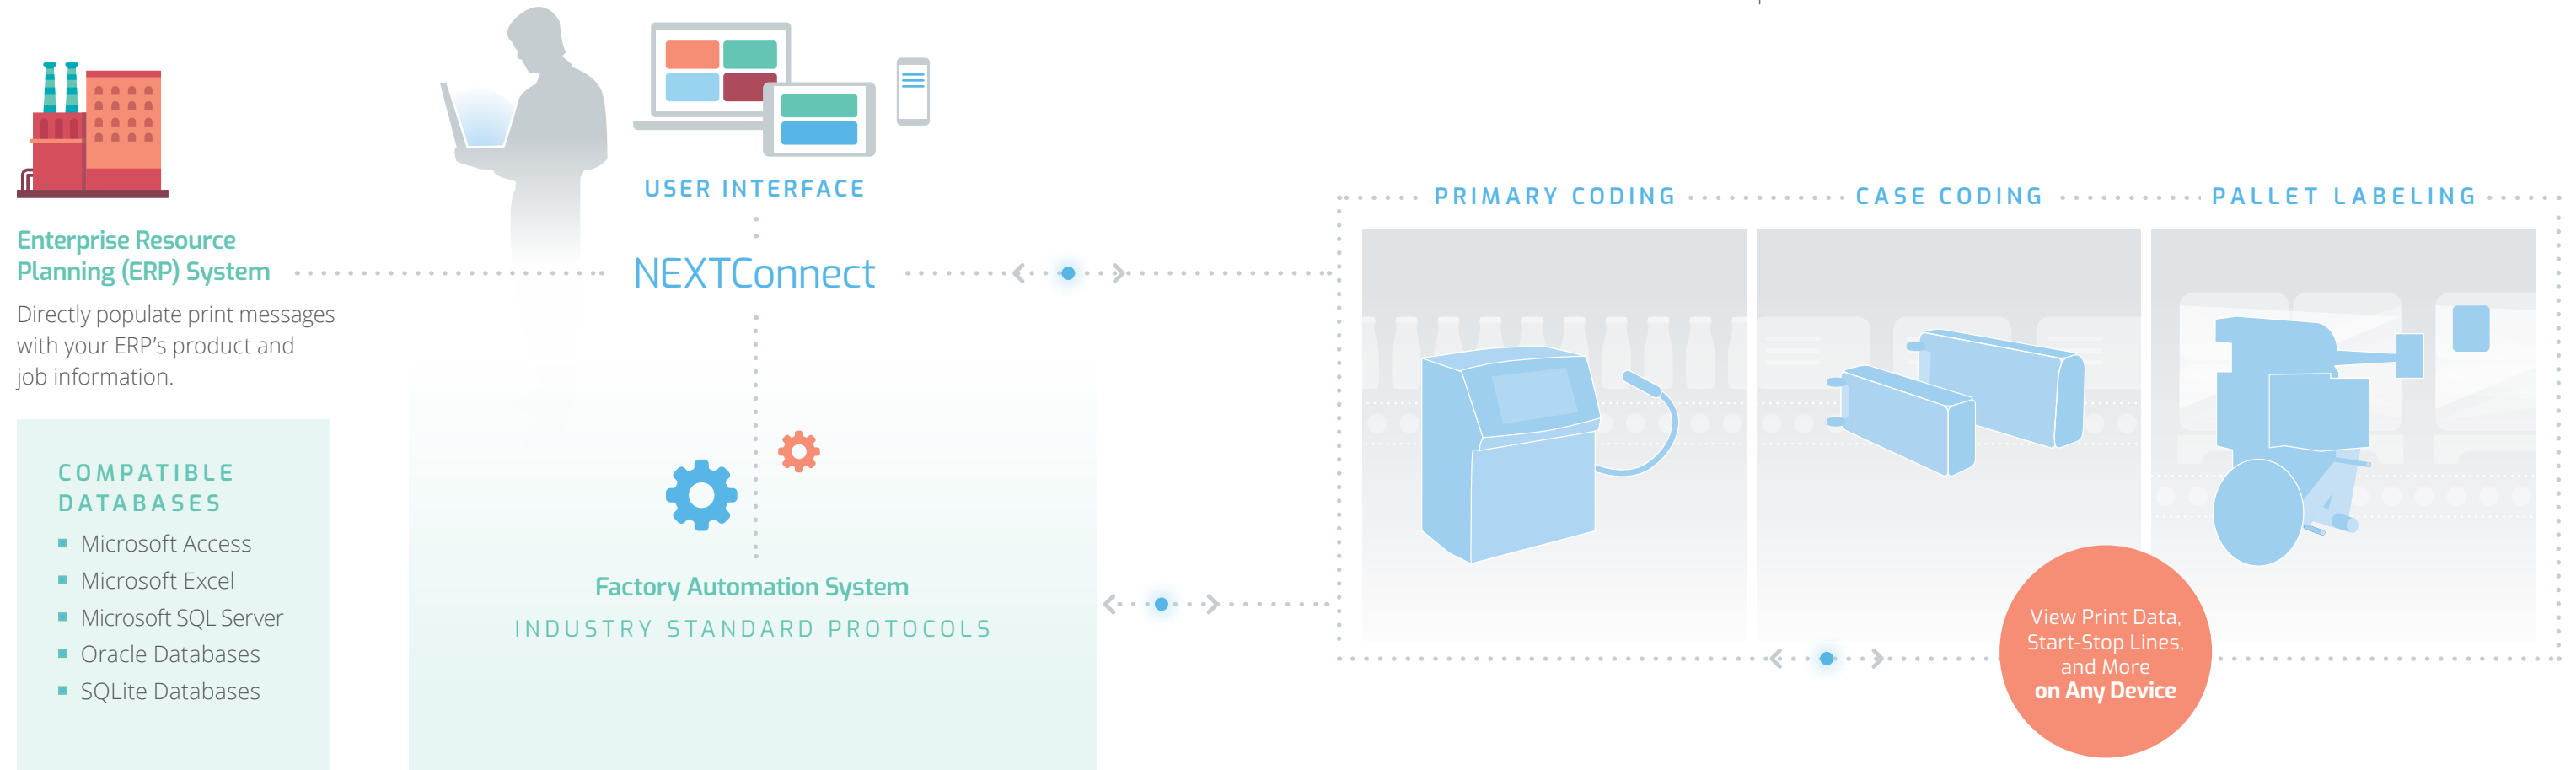 Enterprise Resource
Planning (ERP) System
Directly populate print messages
with your ERP's product and
job information.
COMPATIBLE
DATABASES
Microsoft Access
Microsoft Excel
Microsoft SQL Server
Oracle Databases
SQLite Databases
USER INTERFACE
NEXTConnect
Factory Automation System
INDUSTRY STANDARD PROTOCOLS
PRIMARY CODING
CASE CODING
PALLET LABELING
View Print Data,
Start-Stop Lines,
and More
on Any Device